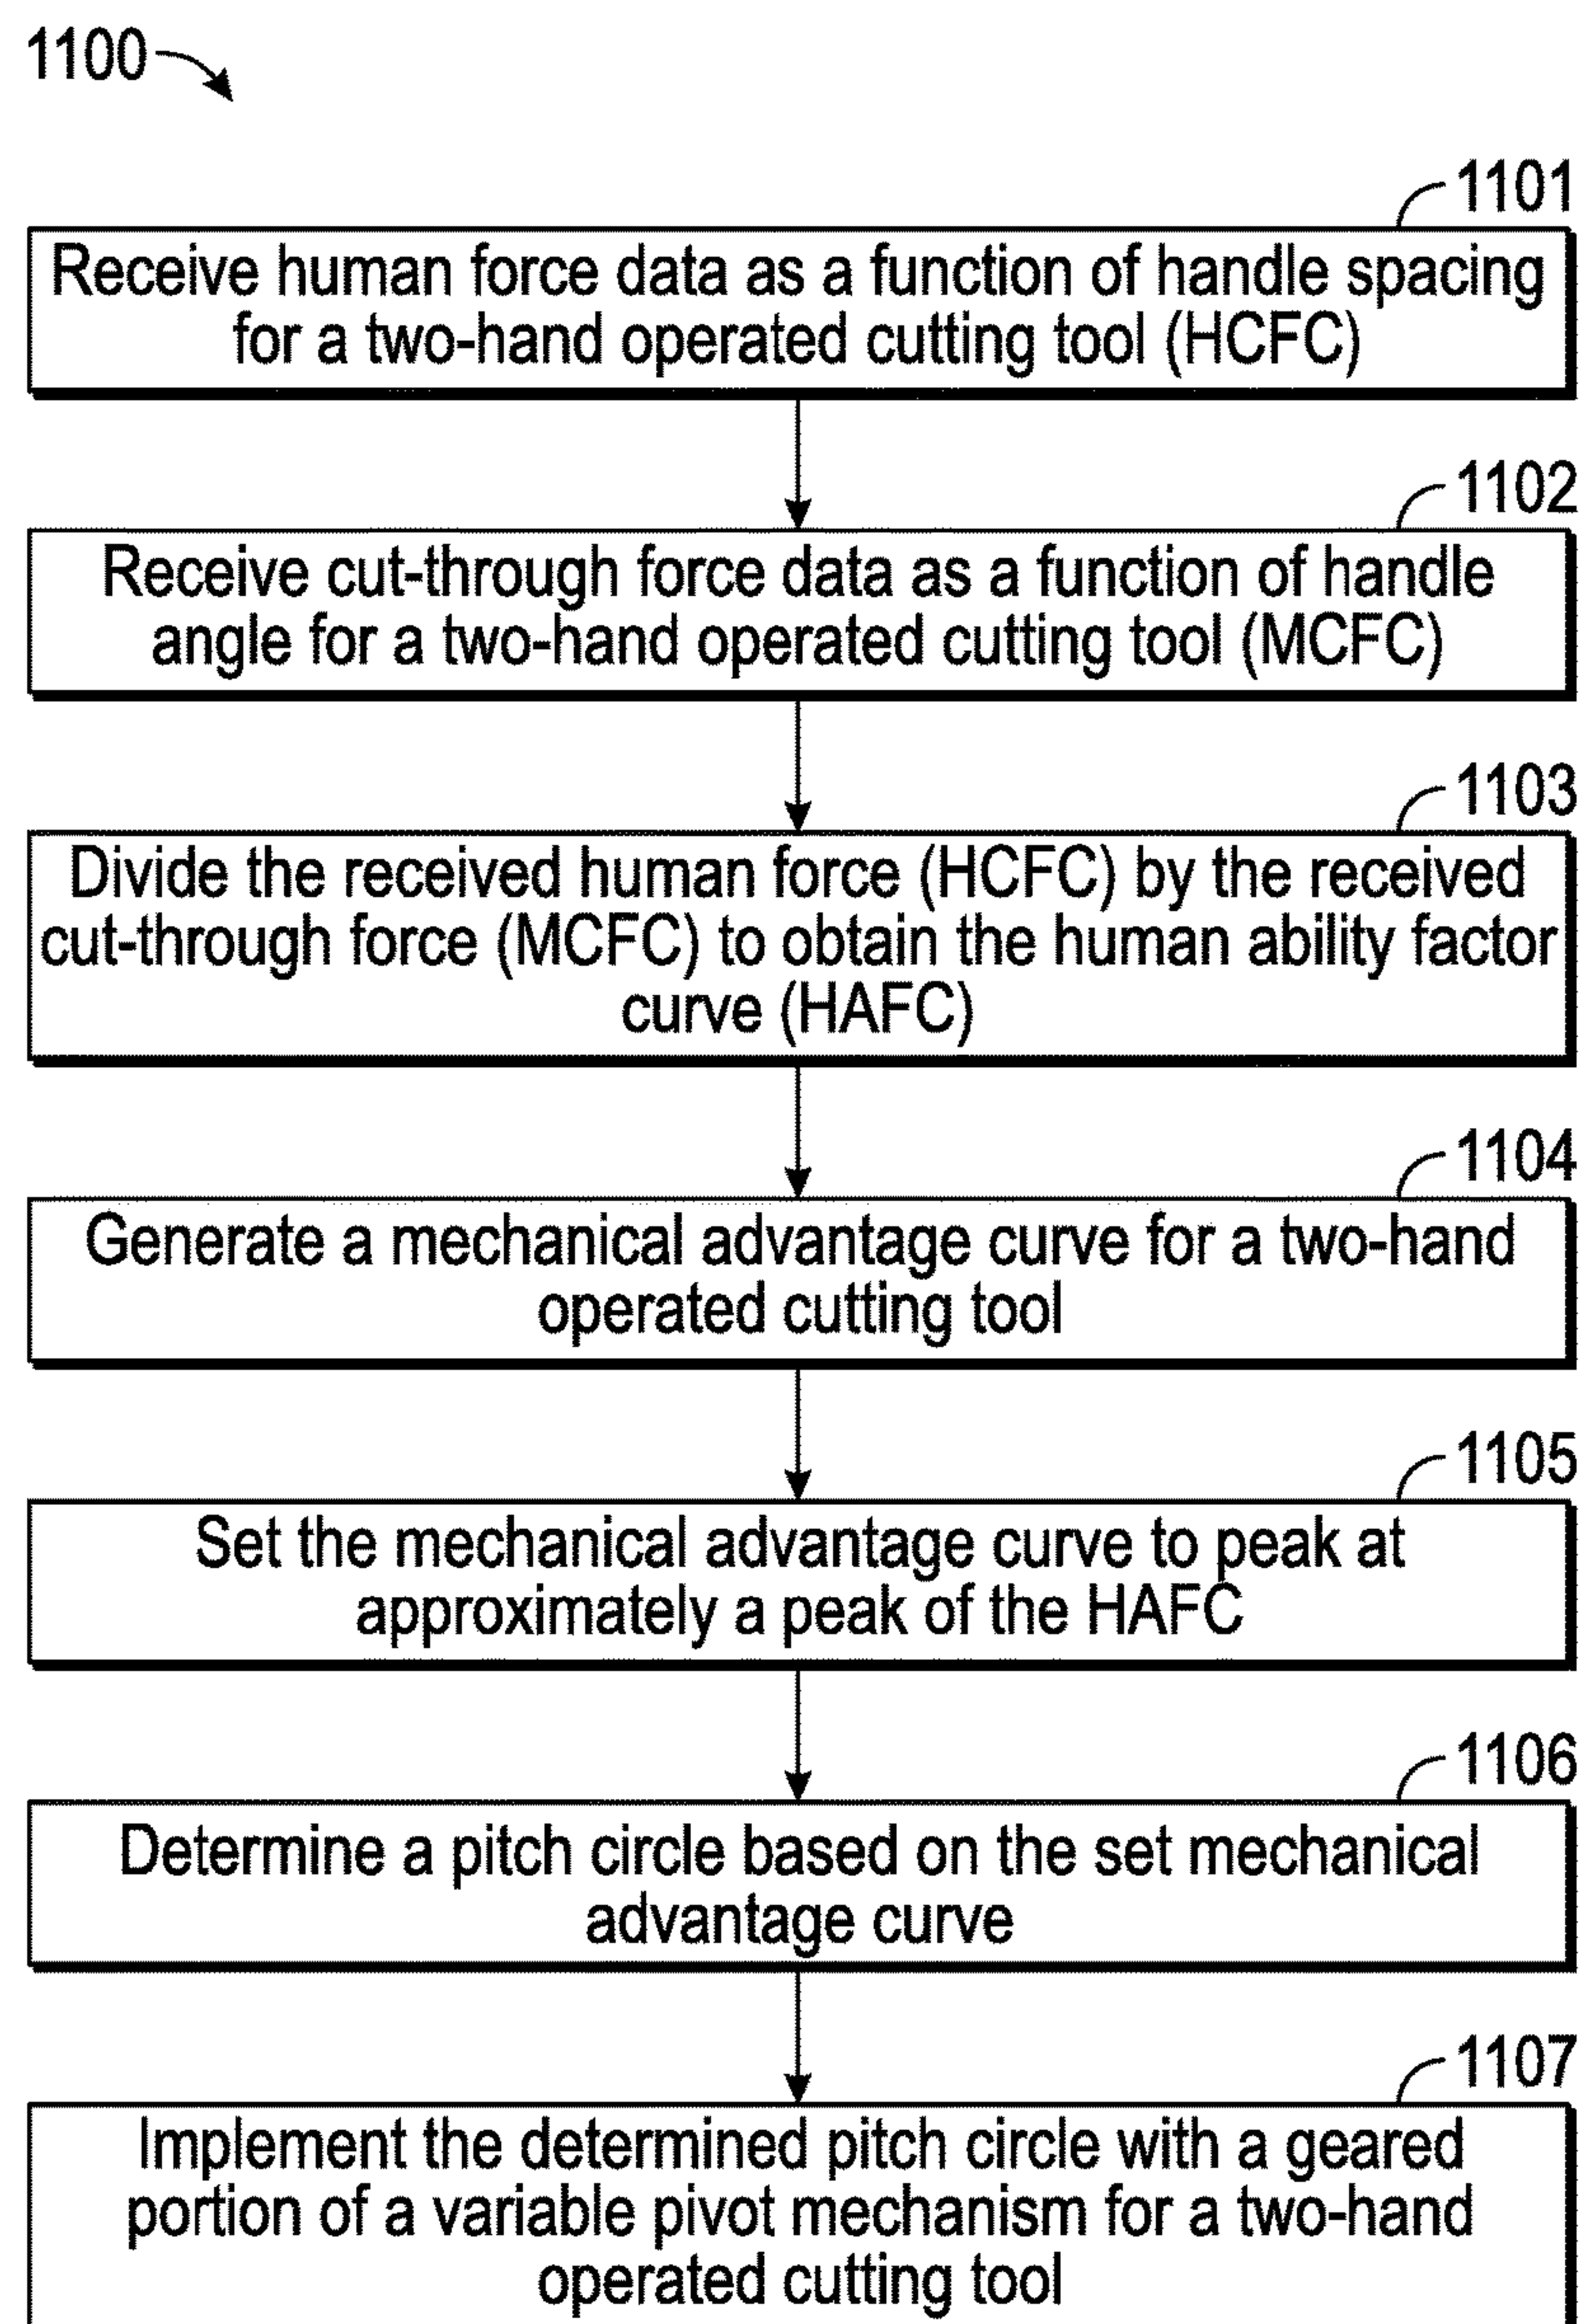 1100
1101
Receive human force data as a function of handle spacing
for a two-hand operated cutting tool (HCFC)
1102
Receive cut-through force data as a function of handle
angle for a two-hand operated cutting tool (MCFC)
1103
Divide the received human force (HCFC) by the received
cut-through force (MCFC) to obtain the human ability factor
curve (HAFC)
1104
Generate a mechanical advantage curve for a two-hand
operated cutting tool
1105
Set the mechanical advantage curve to peak at
approximately a peak of the HAFC
1106
Determine a pitch circle based on the set mechanical
advantage curve
1107
Implement the determined pitch circle with a geared
portion of a variable pivot mechanism for a two-hand
operated cutting tool